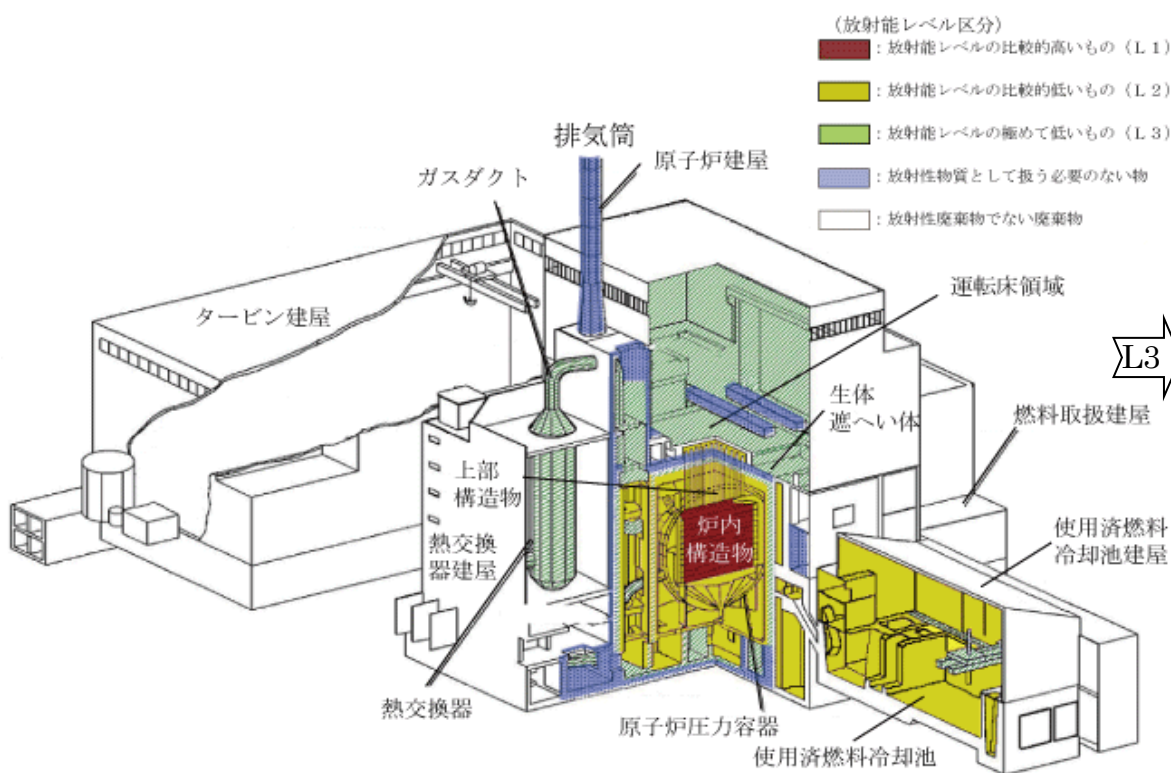 （放射能レベル区分）
：放射能レベルの比較的高いもの（Ｌ１）
：放射能レベルの比較的低いもの（Ｌ２）
：放射能レベルの極めて低いもの（Ｌ３）
：放射性物質として扱う必要のない物
：放射性廃棄物でない廃棄物
排気筒
原子炉建屋
ガスダクト
運転床領域
タービン建屋
L3
生体
遮へい体
燃料取扱建屋
上部
構造物
炉内
構造物
使用済燃料
冷却池建屋
熱交換
器建屋
熱交換器
原子炉圧力容器
使用済燃料冷却池